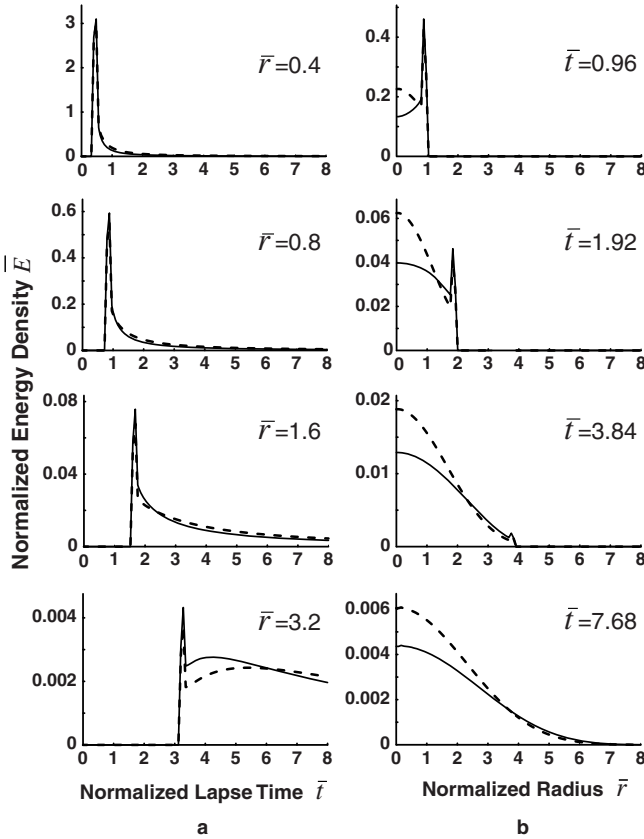 Normalized Energy Density E̅
3
2
1
0
0 1 2 3 4 5 6 7 8
r̅=0.4
0.4
0.2
0
0 1 2 3 4 5 6 7 8
t̅=0.96
0.6
0.4
0.2
0
0 1 2 3 4 5 6 7 8
r̅=0.8
0.06
0.04
0.02
0
0 1 2 3 4 5 6 7 8
t̅=1.92
0.08
0.04
0
0 1 2 3 4 5 6 7 8
r̅=1.6
0.02
0.01
0
0 1 2 3 4 5 6 7 8
t̅=3.84
0.004
0.002
0
0 1 2 3 4 5 6 7 8
r̅=3.2
0.006
0.004
0.002
0
0 1 2 3 4 5 6 7 8
t̅=7.68
Normalized Lapse Time t̅
Normalized Radius r̅
a
b